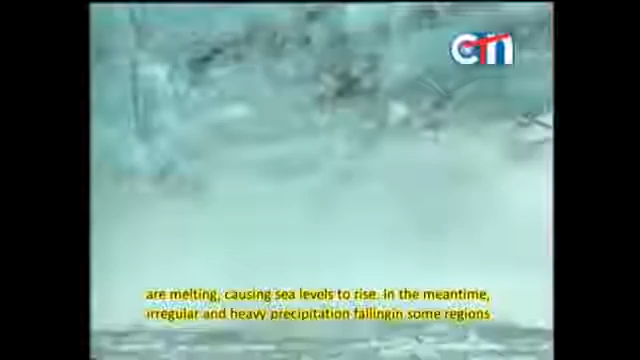 CTN
are melting, causing sea levels to rise. In the meantime,
irregular and heavy precipitation fallingin some regions